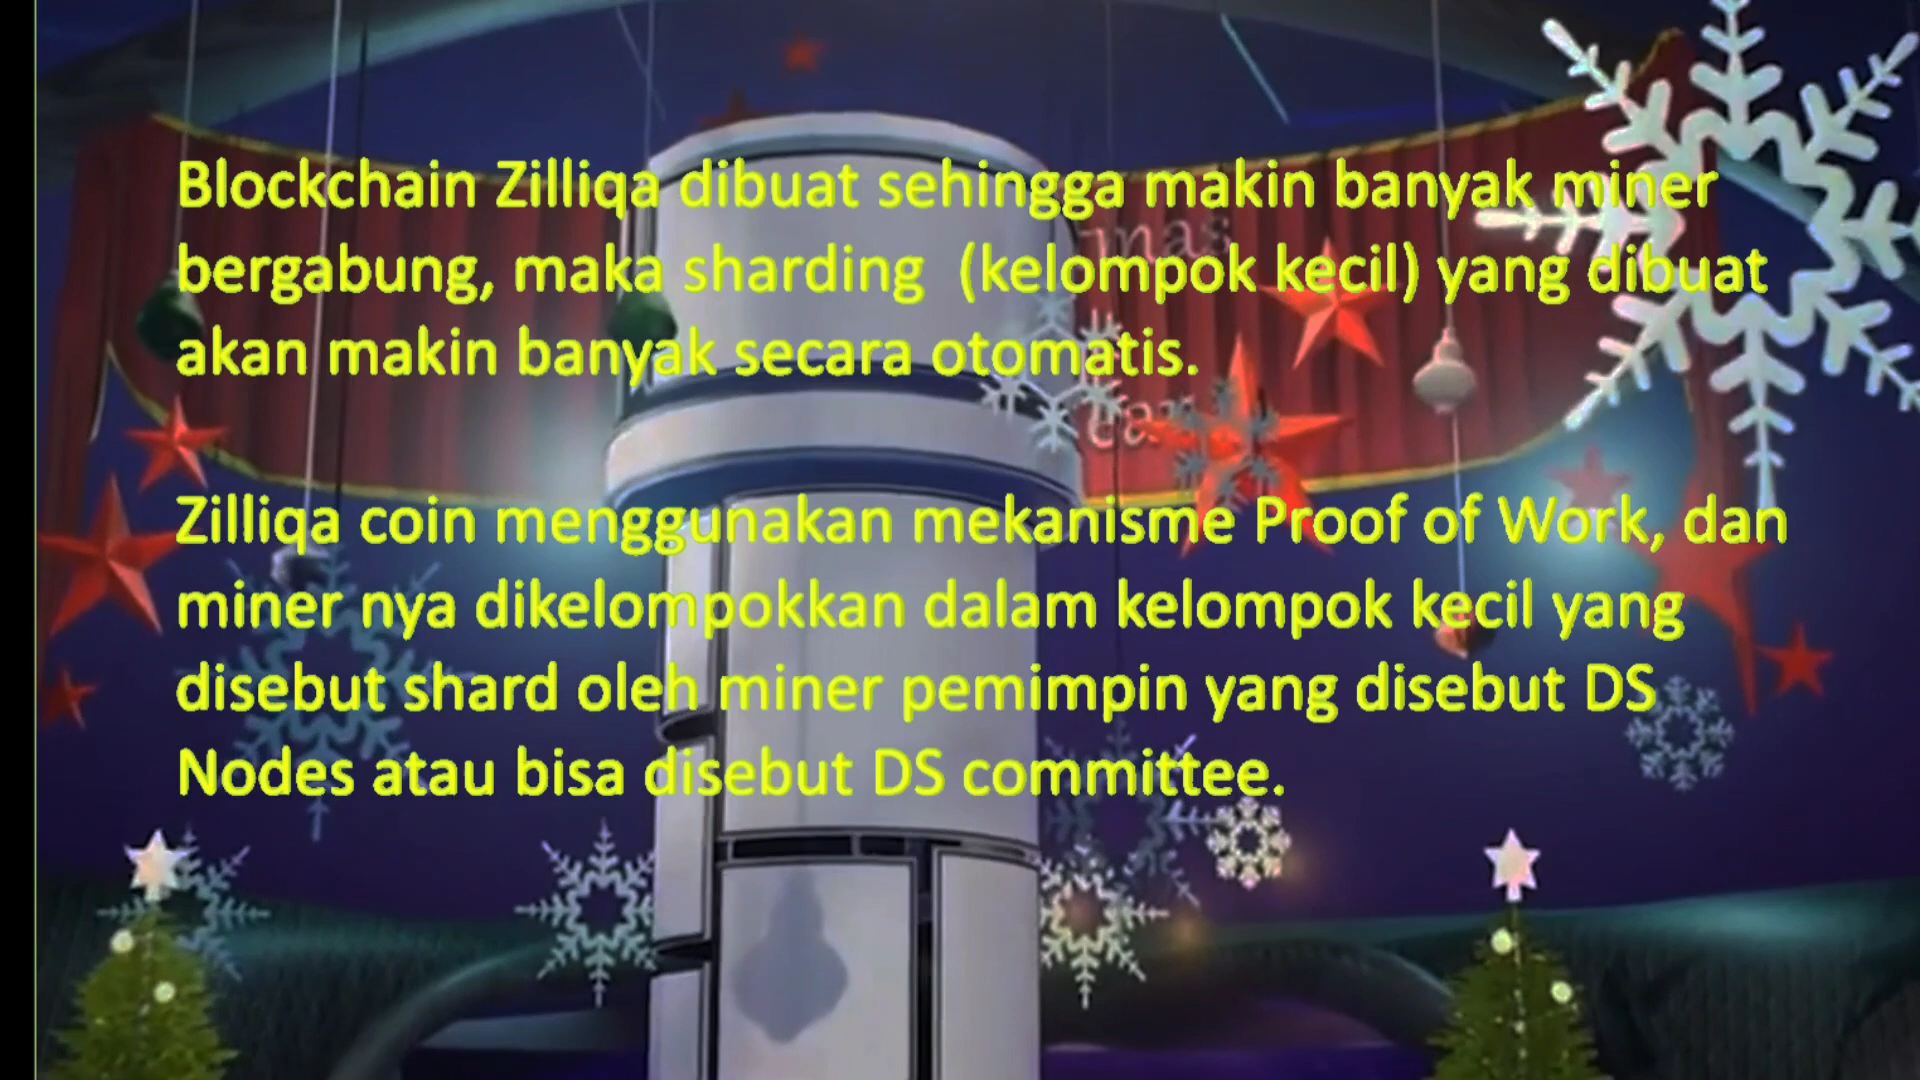 Blockchain Zilliqa dibuat sehingga makin banyak miner
bergabung, maka sharding  (kelompok kecil) yang dibuat
akan makin banyak secara otomatis.
Zilliqa coin menggunakan mekanisme Proof of Work, dan
miner nya dikelompokkan dalam kelompok kecil yang
disebut shard oleh miner pemimpin yang disebut DS
Nodes atau bisa disebut DS committee.